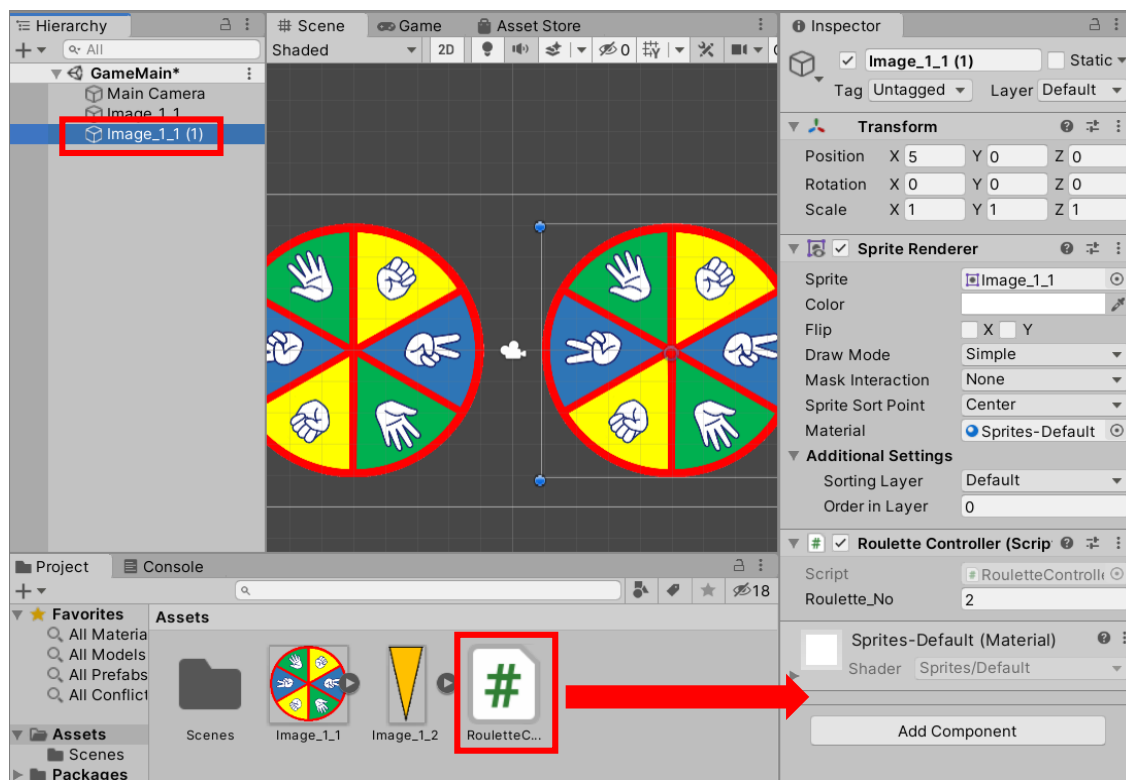 Hierarchy
All
GameMain*
Main Camera
Image_1_1
Image_1_1 (1)
Scene
Game
Asset Store
Shaded
2D
0
Inspector
Image_1_1 (1)
Static
Tag Untagged Layer Default
Transform
Position X 5 Y 0 Z 0
Rotation X 0 Y 0 Z 0
Scale X 1 Y 1 Z 1
Sprite Renderer
Sprite Image_1_1
Color
Flip X Y
Draw Mode Simple
Mask Interaction None
Sprite Sort Point Center
Material Sprites-Default
Additional Settings
Sorting Layer Default
Order in Layer 0
# Roulette Controller (Scrip
Script # RouletteControlle
Roulette_No 2
Sprites-Default (Material)
Shader Sprites/Default
Add Component
Project
Console
18
Favorites
All Materia
All Models
All Prefabs
All Conflict
Assets
Scenes
Packages
Assets
#
Scenes
Image_1_1
Image_1_2
RouletteC...